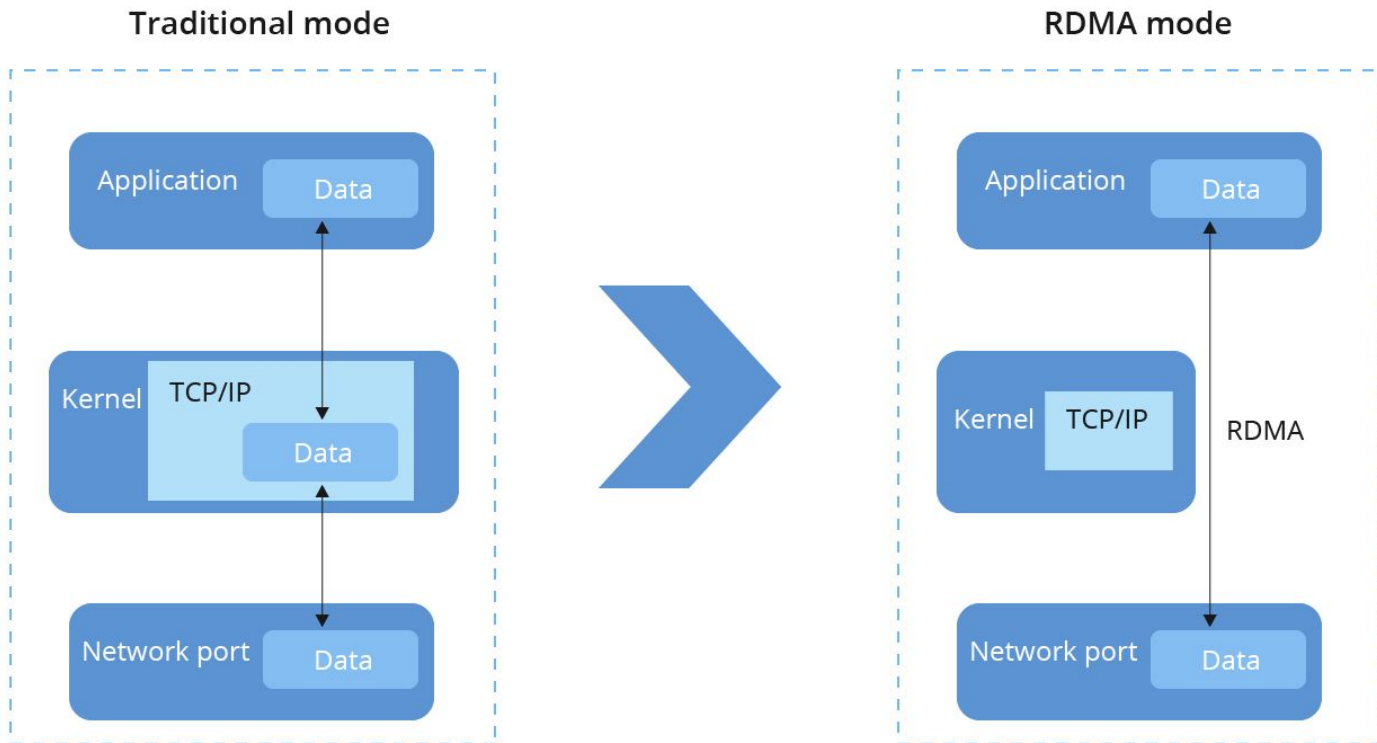 Traditional mode
Application
Data
Kernel
TCP/IP
Data
Network port
Data
RDMA mode
Application
Data
Kernel
TCP/IP
RDMA
Network port
Data